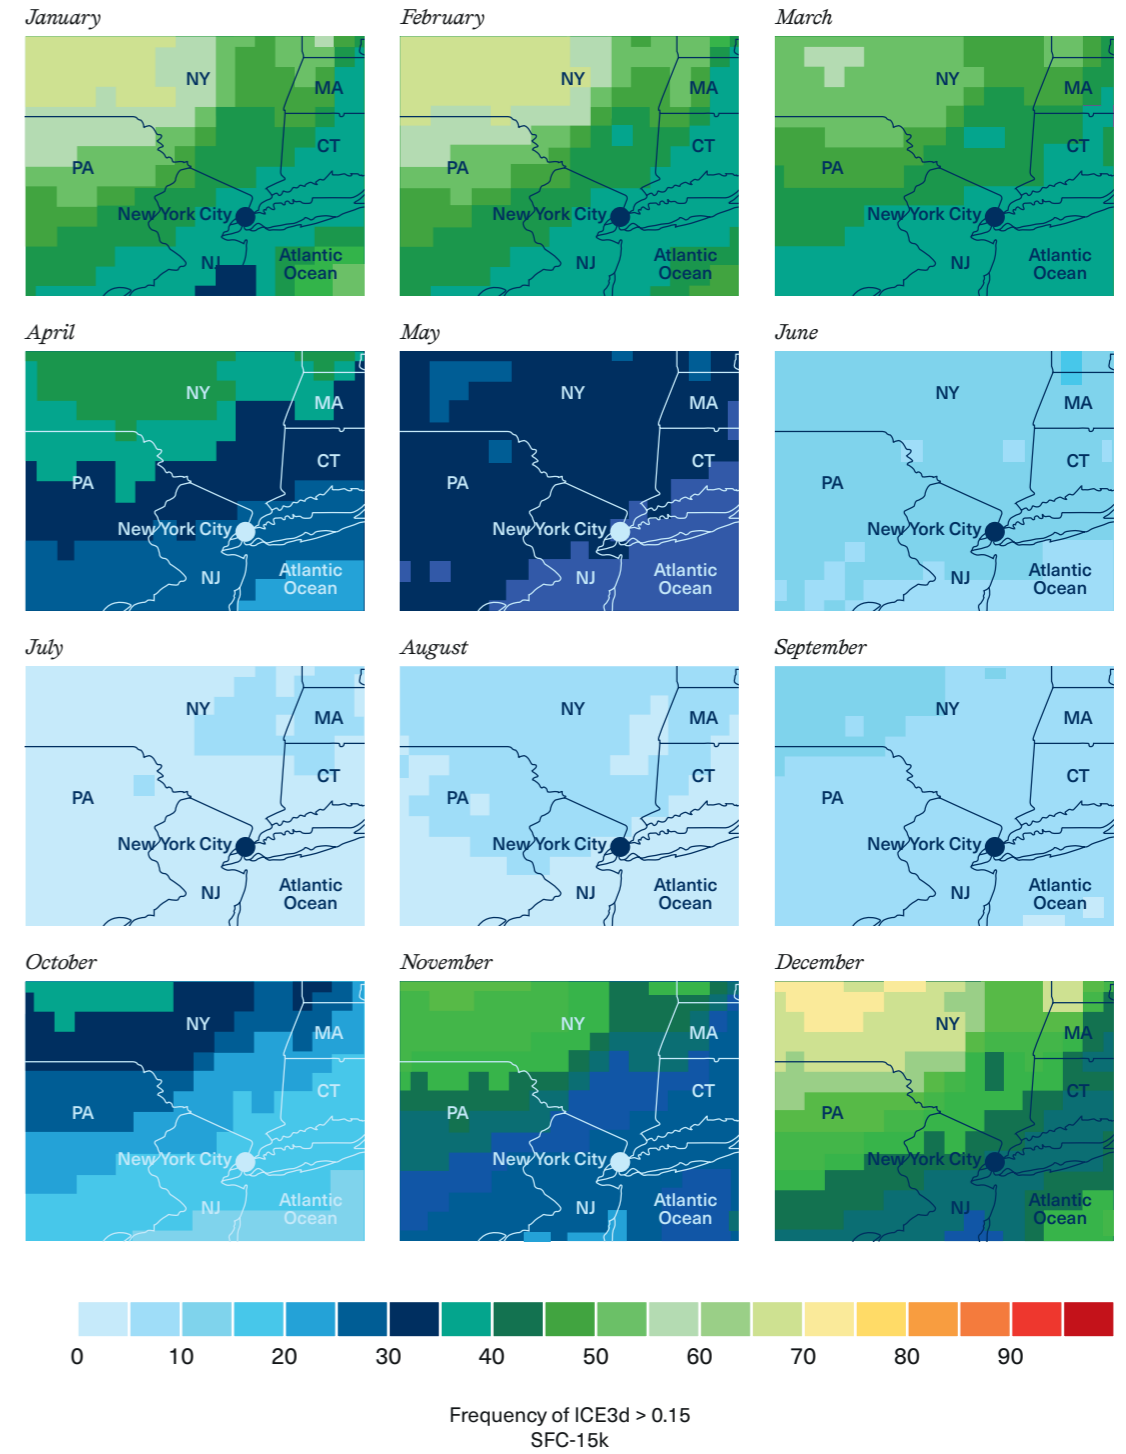 January
NY
MA
CT
PA
New York City
NJ
Atlantic
Ocean
February
NY
MA
CT
PA
New York City
NJ
Atlantic
Ocean
March
NY
MA
CT
PA
New York City
NJ
Atlantic
Ocean
April
NY
MA
CT
PA
New York City
NJ
Atlantic
Ocean
May
NY
MA
CT
PA
New York City
NJ
Atlantic
Ocean
June
NY
MA
CT
PA
New York City
NJ
Atlantic
Ocean
July
NY
MA
CT
PA
New York City
NJ
Atlantic
Ocean
August
NY
MA
CT
PA
New York City
NJ
Atlantic
Ocean
September
NY
MA
CT
PA
New York City
NJ
Atlantic
Ocean
October
NY
MA
CT
PA
New York City
NJ
Atlantic
Ocean
November
NY
MA
CT
PA
New York City
NJ
Atlantic
Ocean
December
NY
MA
CT
PA
New York City
NJ
Atlantic
Ocean
0 10 20 30 40 50 60 70 80 90
Frequency of ICE3d > 0.15
SFC-15k